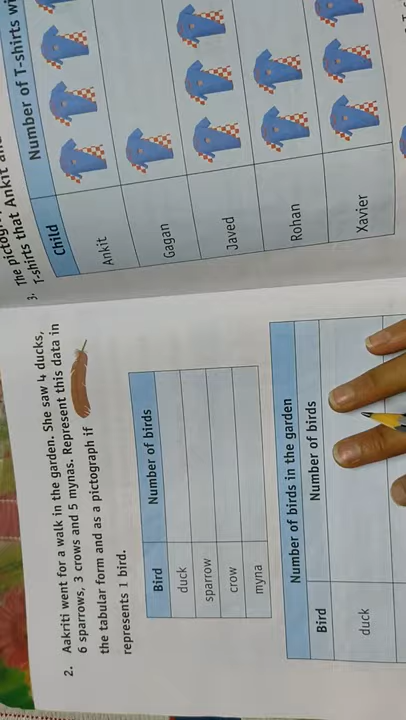 3. The
T-shirts that Ankit
Child Number of T-shirts
Ankit
Gagan
Javed
Rohan
Xavier
2. Aakriti went for a walk in the garden. She saw 4 ducks,
6 sparrows, 3 crows and 5 mynas. Represent this data in
the tabular form and as a pictograph if
represents 1 bird.
Bird Number of birds
duck
sparrow
crow
myna
Number of birds in the garden
Bird Number of birds
duck